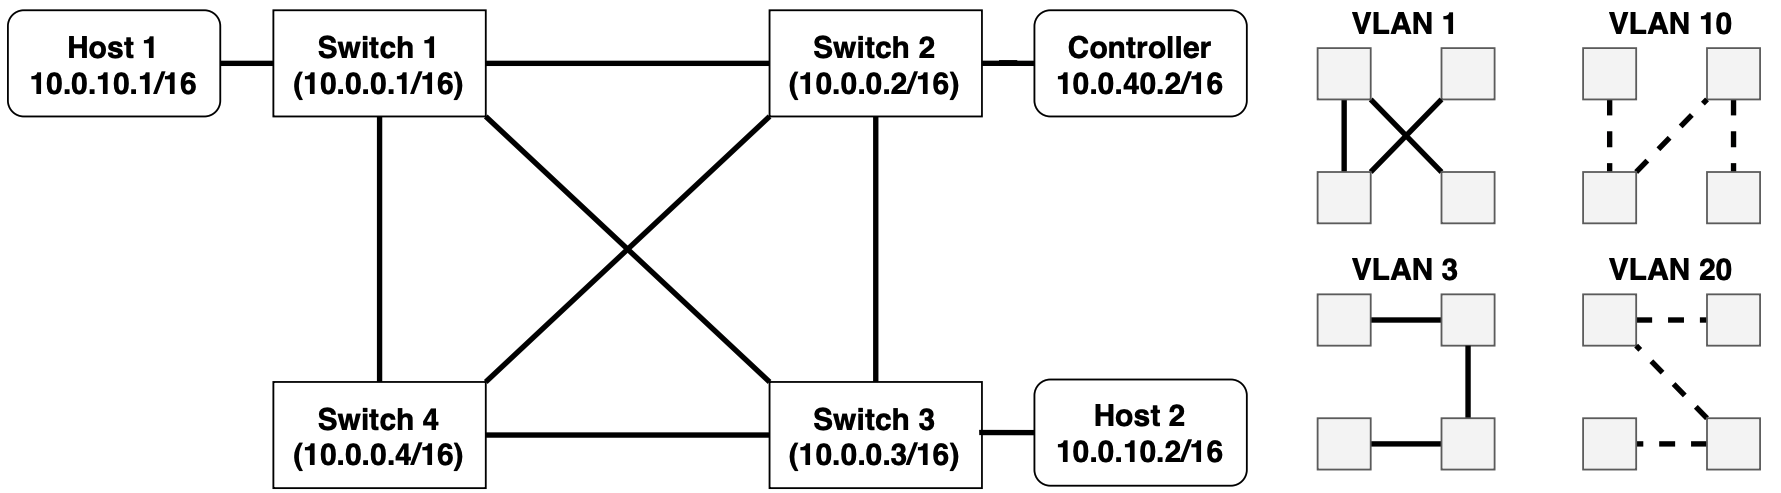 Host 1
10.0.10.1/16
Switch 1
(10.0.0.1/16)
Switch 2
(10.0.0.2/16)
Controller
10.0.40.2/16
Switch 4
(10.0.0.4/16)
Switch 3
(10.0.0.3/16)
Host 2
10.0.10.2/16
VLAN 1
VLAN 10
VLAN 3
VLAN 20